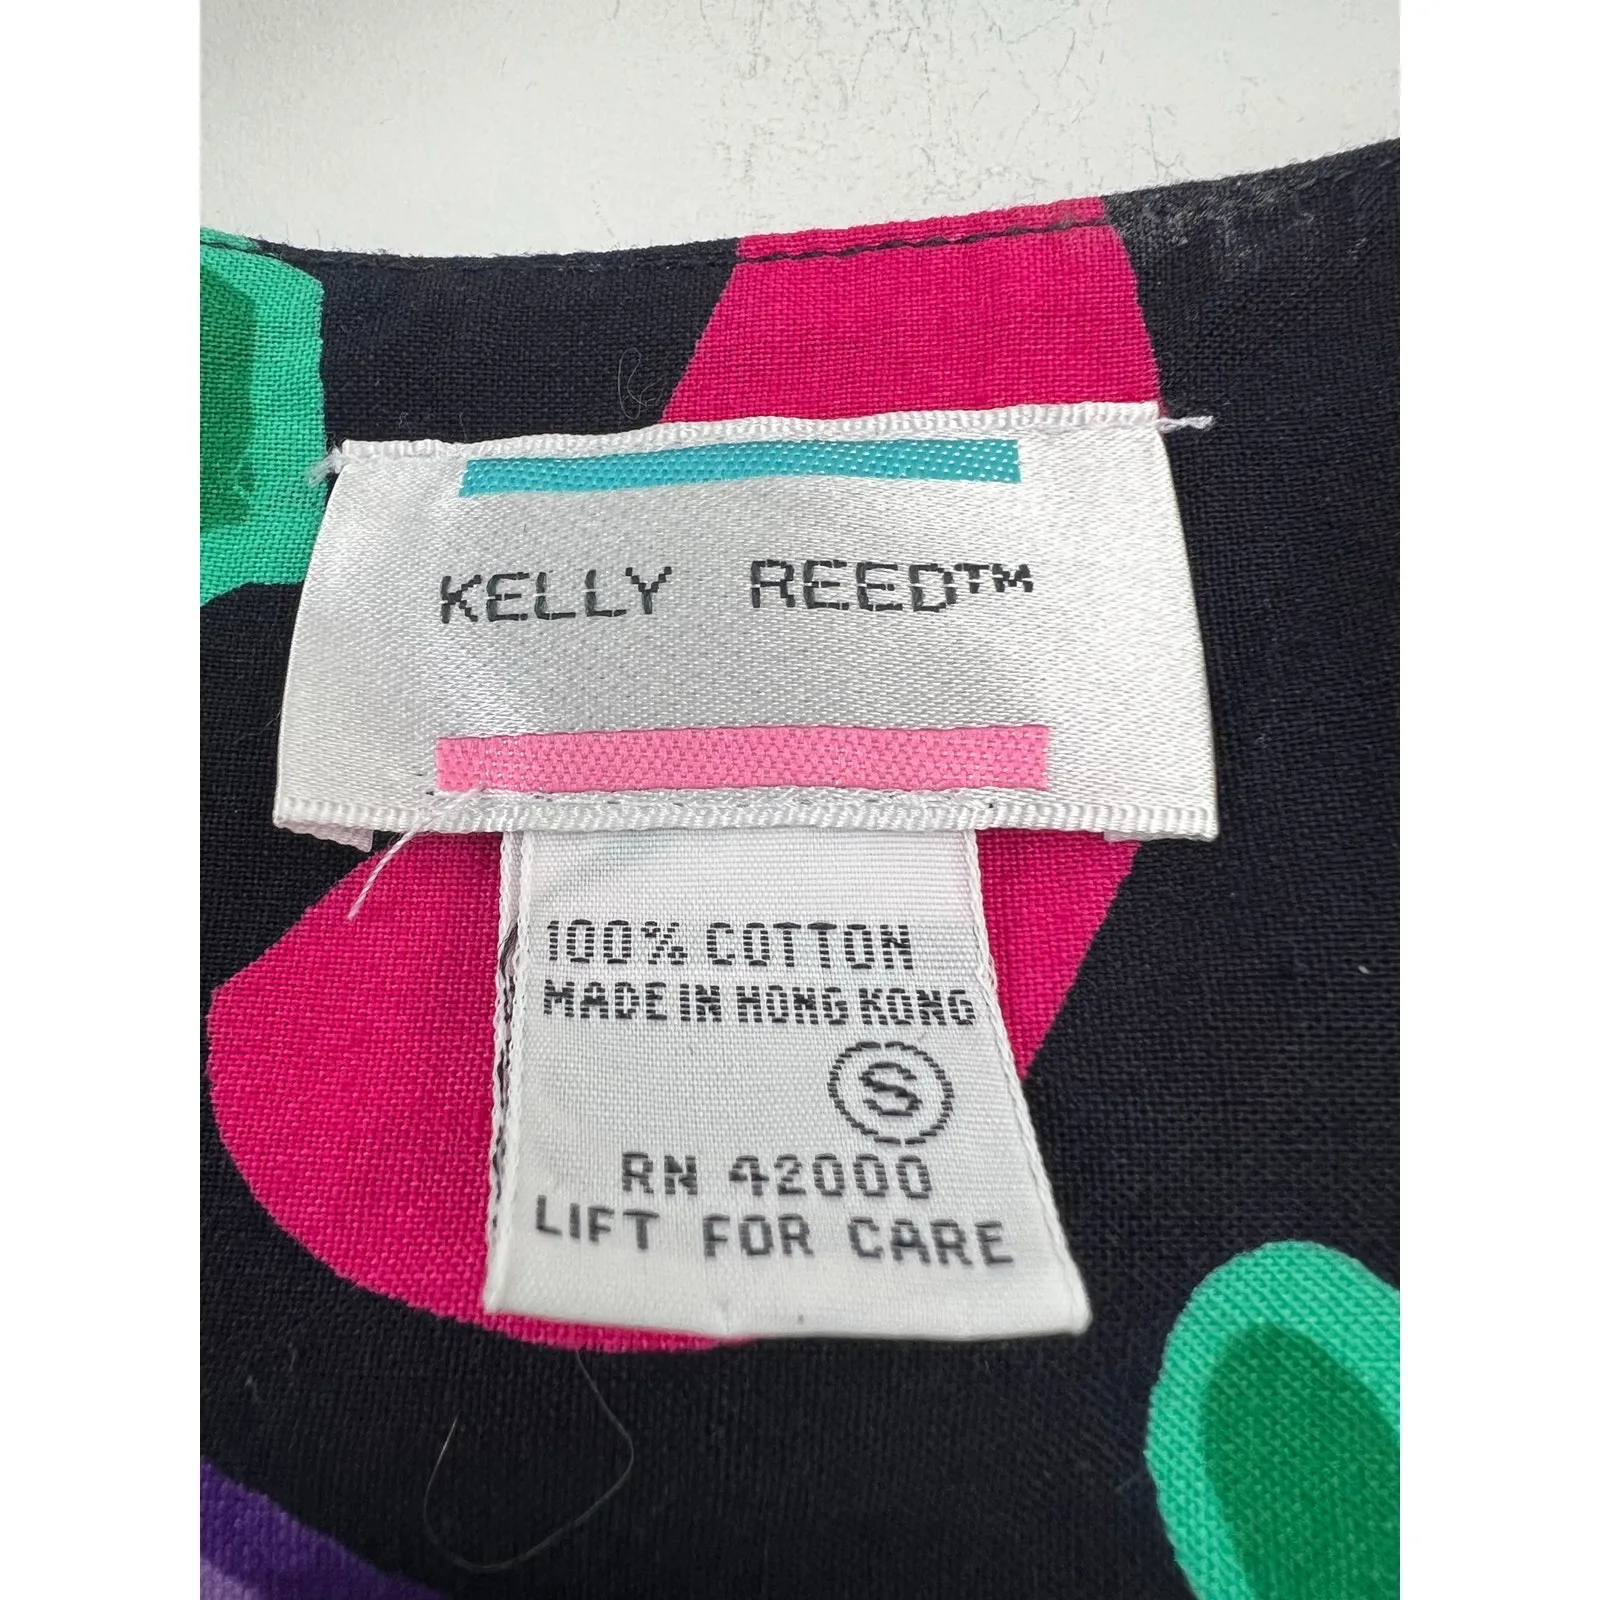 KELLY REED™
100% COTTON
MADE IN HONG KONG
S
RN 42000
LIFT FOR CARE